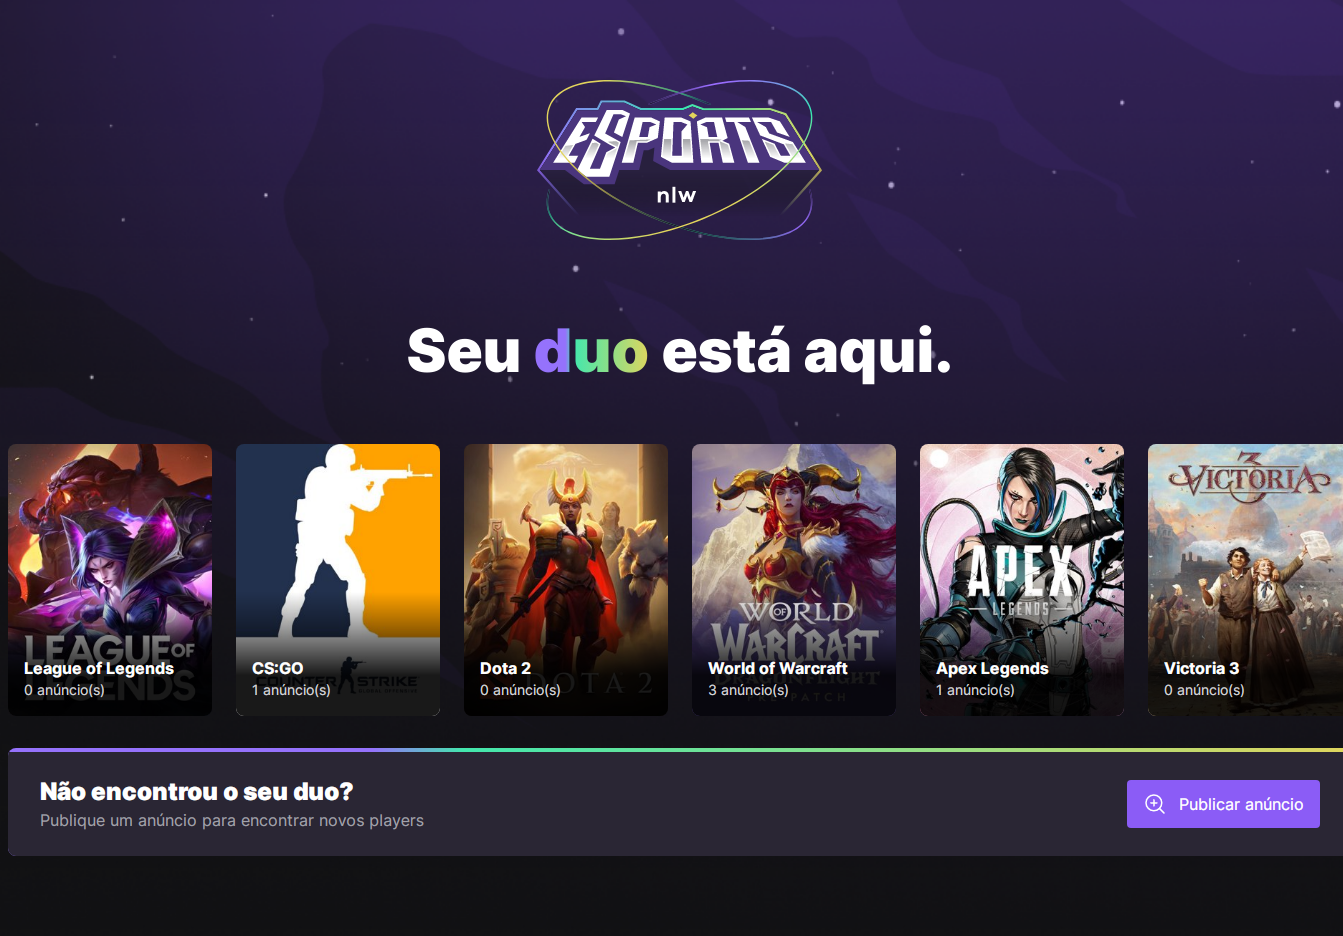 ESPORTS
nlw
Seu duo está aqui.
LEAGUE OF
LEGENDS
League of Legends
0 anúncio(s)
COUNTER STRIKE
CS:GO
1 anúncio(s)
DOTA 2
Dota 2
0 anúncio(s)
WORLD
OF
WARCRAFT
DRAGONFLIGHT
PATCH
World of Warcraft
3 anúncio(s)
APEX
LEGENDS
Apex Legends
1 anúncio(s)
3
VICTORIA
Victoria 3
0 anúncio(s)
Não encontrou o seu duo?
Publique um anúncio para encontrar novos players
Publicar anúncio